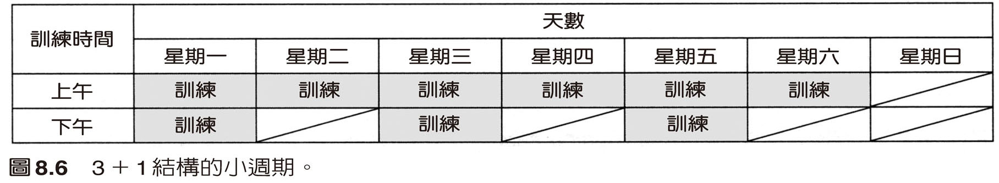 訓練時間 天數
星期一 星期二 星期三 星期四 星期五 星期六 星期日
上午 訓練 訓練 訓練 訓練 訓練 訓練
下午 訓練 訓練 訓練
圖 8.6 3 + 1 結構的小週期。